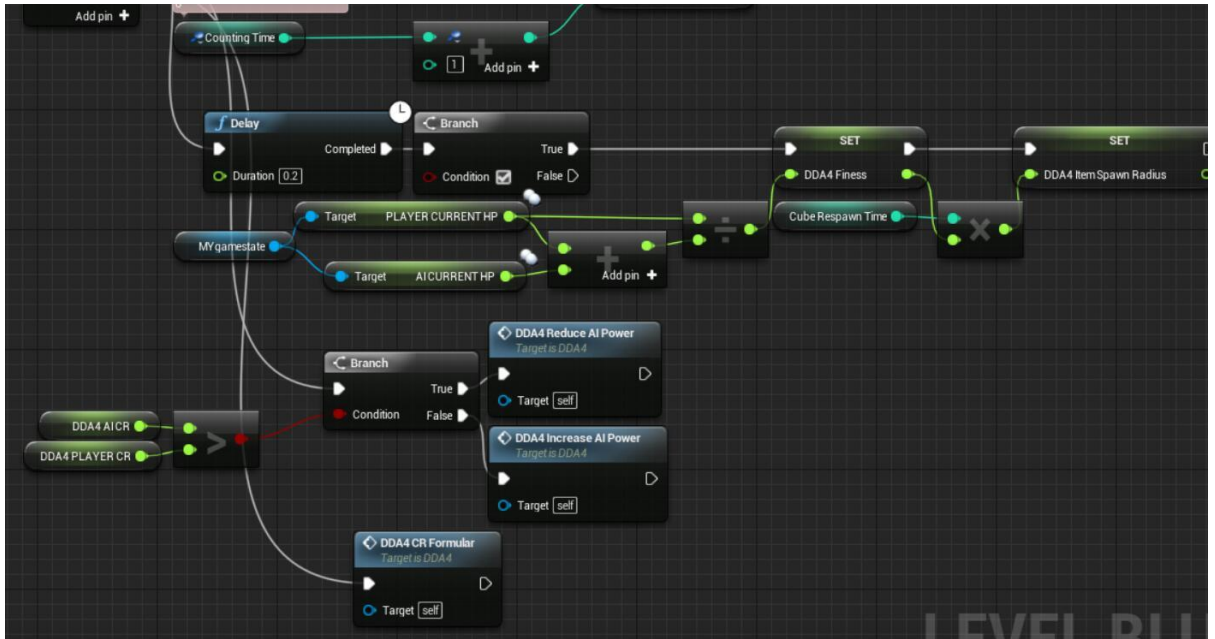 Add pin +
Counting Time
1 Add pin +
Delay
Completed
Duration 0.2
Branch
True
Condition
False
SET
DDA4 Finess
SET
DDA4 Item Spawn Radius
Target PLAYER CURRENT HP
MYgamestate
Target AI CURRENT HP
+
Add pin +
÷
Cube Respawn Time
×
Branch
True
Condition
False
DDA4 AI CR
DDA4 PLAYER CR
>
DDA4 Reduce AI Power
Target is DDA4
Target self
DDA4 Increase AI Power
Target is DDA4
Target self
DDA4 CR Formular
Target is DDA4
Target self
LEVEL BLU